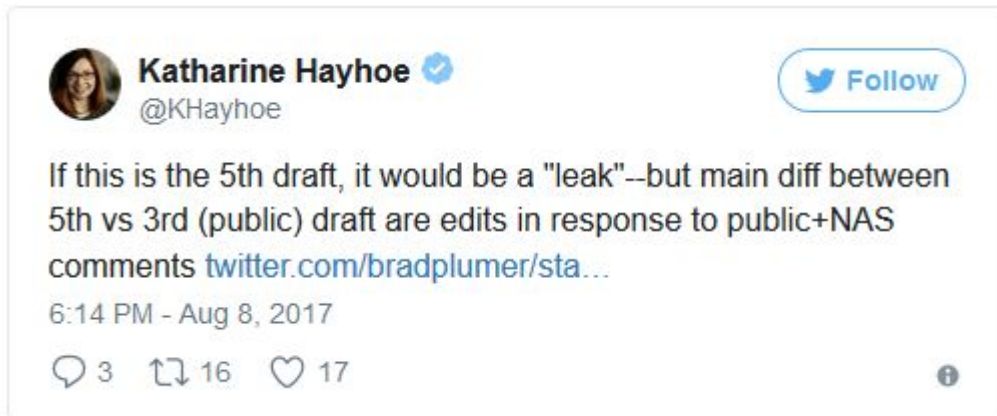 Katharine Hayhoe
Follow
@KHayhoe
If this is the 5th draft, it would be a "leak"--but main diff between
5th vs 3rd (public) draft are edits in response to public+NAS
comments twitter.com/bradplumer/sta…
6:14 PM - Aug 8, 2017
3 16 17